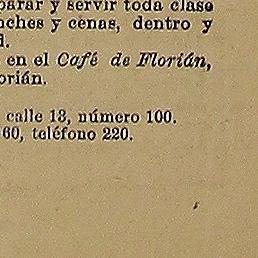 parar y servir toda clase
nches y cenas, dentro y
d.
en el Café de Florián,
orián.
calle 13, número 100.
60, teléfono 220.